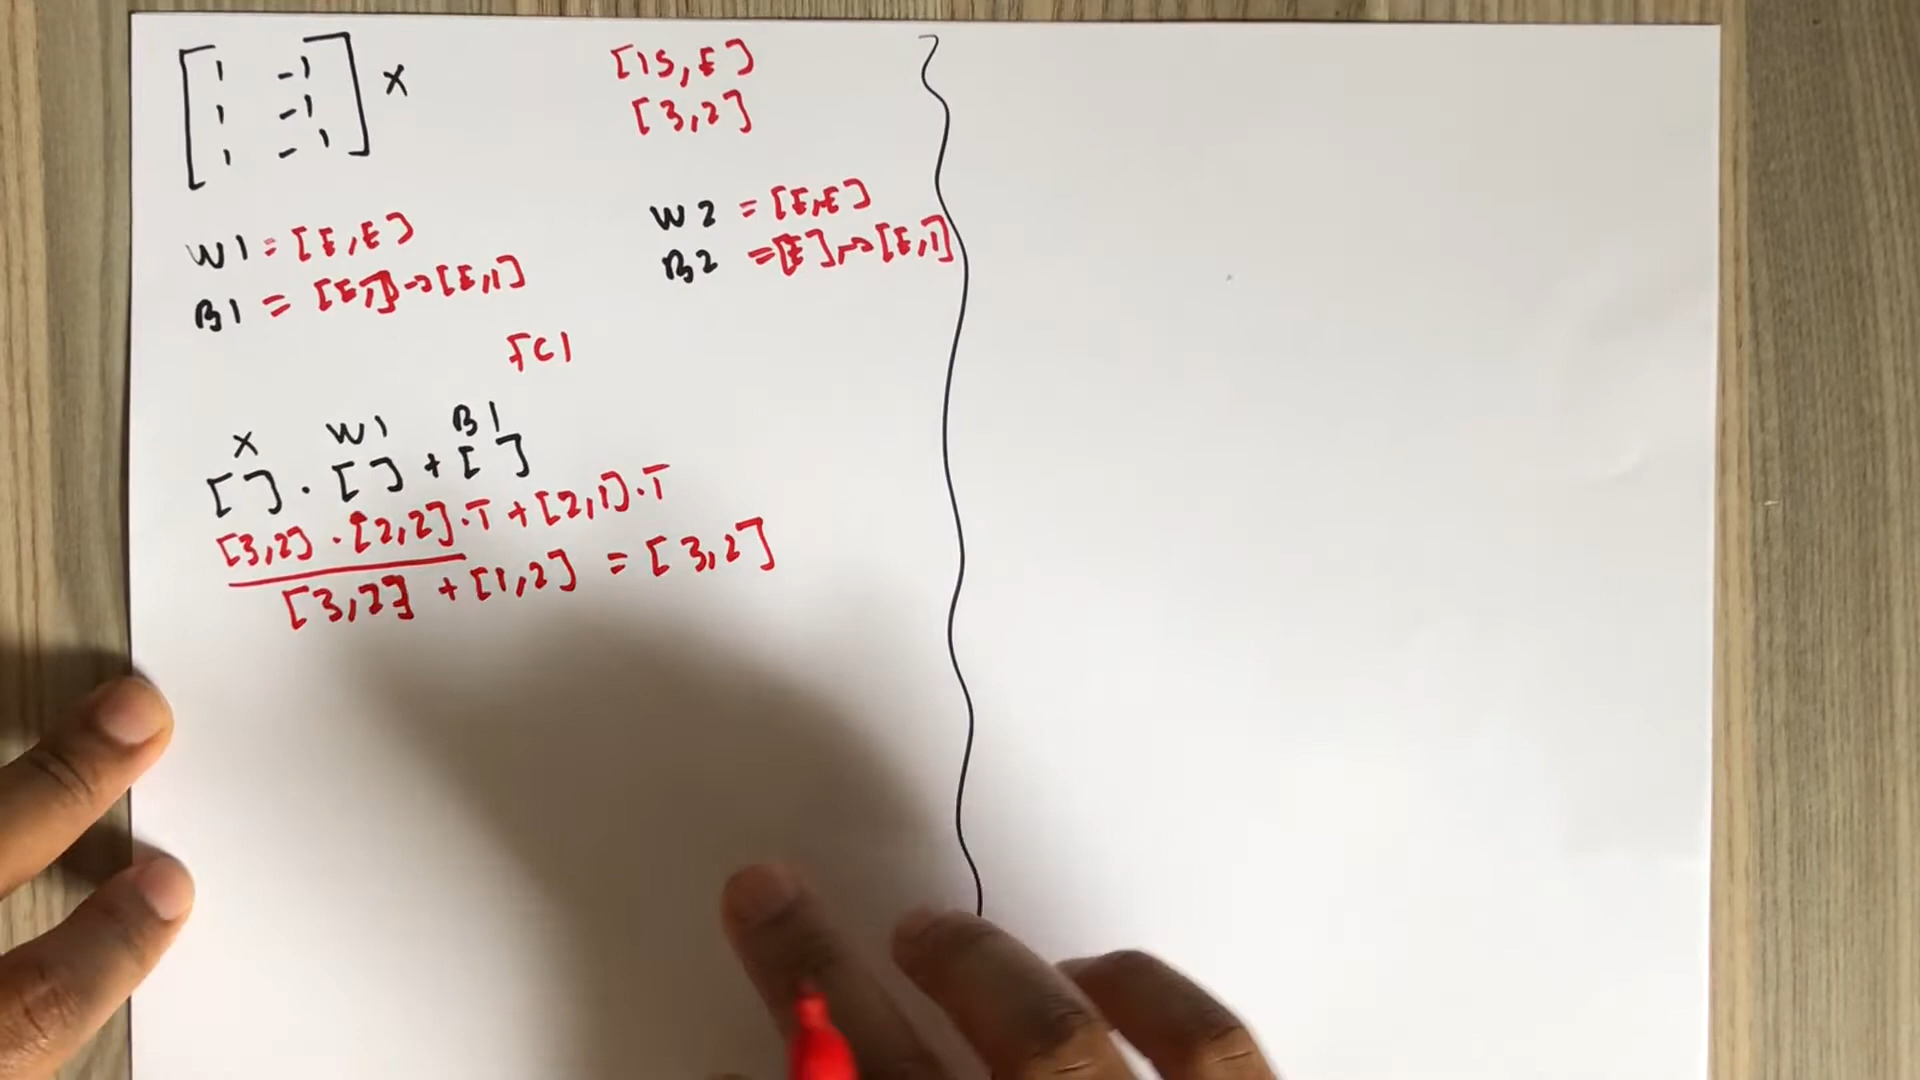 [1 -1
1 -1
1 -1] X
[15, E]
[3,2]
W1 = [E,E]
B1 = [E,1] → [E,1]
W2 = [E,E]
B2 = [E] → [E,1]
FC1
X W1 B1
[ ] · [ ] + [ ]
[3,2] · [2,2]·T + [2,1]·T
[3,2] + [1,2] = [3,2]